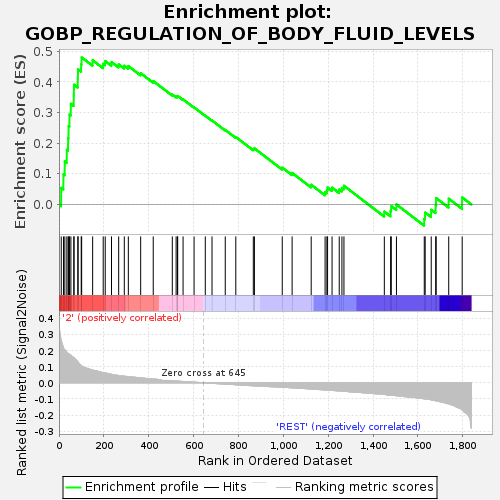 Enrichment plot:
GOBP_REGULATION_OF_BODY_FLUID_LEVELS
Enrichment score (ES)
0.5
0.4
0.3
0.2
0.1
0.0
Ranked list metric (Signal2Noise)
'2' (positively correlated)
0.4
0.3
0.2
0.1
0.0
-0.1
-0.2
-0.3
Zero cross at 645
'REST' (negatively correlated)
0 200 400 600 800 1,000 1,200 1,400 1,600 1,800
Rank in Ordered Dataset
Enrichment profile Hits Ranking metric scores